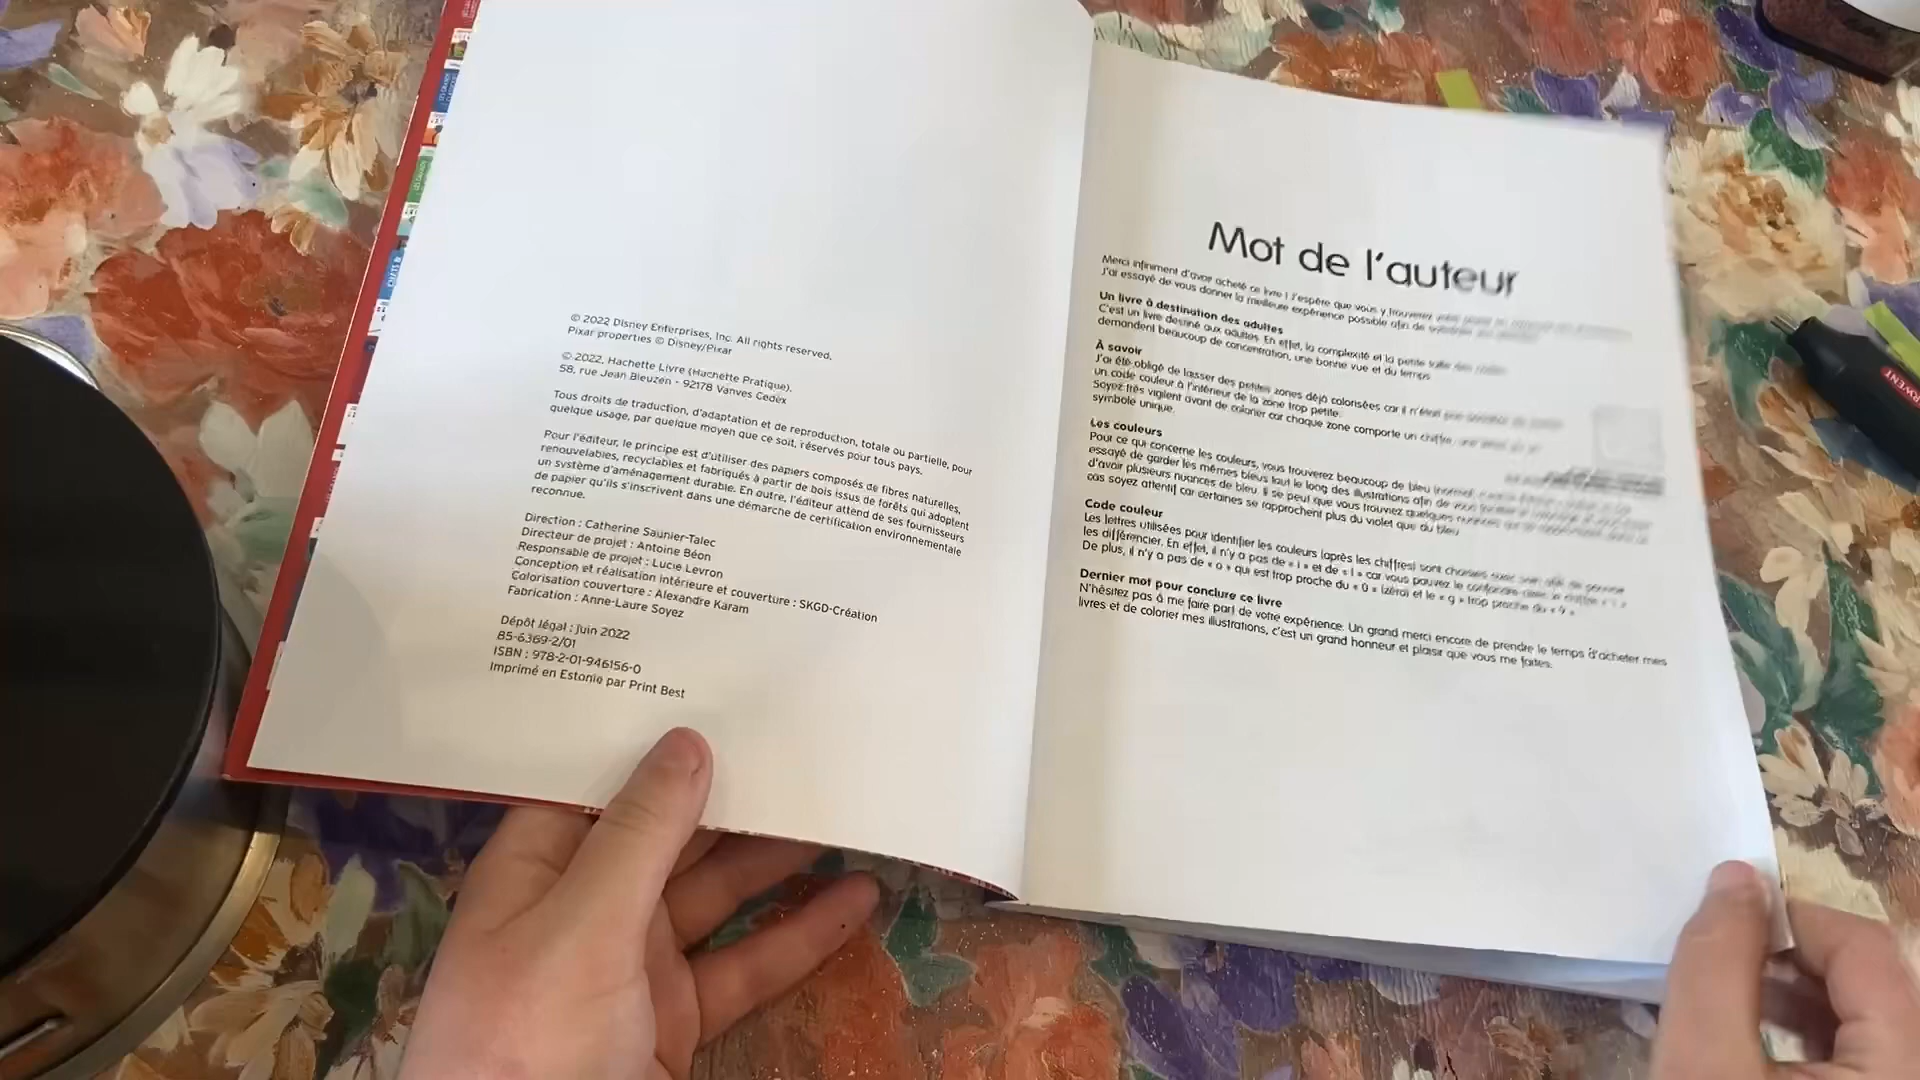 © 2022 Disney Enterprises, Inc. All rights reserved.
Pixar properties © Disney/Pixar
© 2022, Hachette Livre (Hachette Pratique),
58, rue Jean Bleuzen - 92178 Vanves Cedex
Tous droits de traduction, d'adaptation et de reproduction, totale ou partielle, pour
quelque usage, par quelque moyen que ce soit, réservés pour tous pays.
Pour l'éditeur, le principe est d'utiliser des papiers composés de fibres naturelles,
renouvelables, recyclables et fabriqués à partir de bois issus de forêts qui adoptent
un système d'aménagement durable. En outre, l'éditeur attend de ses fournisseurs
de papier qu'ils s'inscrivent dans une démarche de certification environnementale
reconnue.
Direction : Catherine Saunier-Talec
Directeur de projet : Antoine Béon
Responsable de projet : Lucie Levron
Conception et réalisation intérieure et couverture : SKGD-Création
Colorisation couverture : Alexandre Karam
Fabrication : Anne-Laure Soyez
Dépôt légal : juin 2022
85-6369-2/01
ISBN : 978-2-01-946156-0
Imprimé en Estonie par Print Best
Mot de l'auteur
Merci infiniment d'avoir acheté ce livre ! J'espère que vous y trouverez
J'ai essayé de vous donner la meilleure expérience possible afin de
Un livre à destination des adultes
C'est un livre destiné aux adultes. En effet, la complexité et la petite taille des
demandent beaucoup de concentration, une bonne vue et du temps
À savoir
J'ai été obligé de laisser des petites zones déjà colorisées car il n'était
un code couleur à l'intérieur de la zone trop petite.
Soyez très vigilent avant de colorier car chaque zone comporte un chiffre, une
symbole unique.
Les couleurs
Pour ce qui concerne les couleurs, vous trouverez beaucoup de bleu
essayé de garder les mêmes bleus tout le long des illustrations afin de vous
d'avoir plusieurs nuances de bleu. Il se peut que vous trouviez quelques
cas soyez attentif car certaines se rapprochent plus du violet que du bleu
Code couleur
Les lettres utilisées pour identifier les couleurs (après les chiffres) sont choisies
les différencier. En effet, il n'y a pas de « i » et de « l » car vous pouvez le confondre
De plus, il n'y a pas de « o » qui est trop proche du « 0 » (zéro) et le « g » trop proche du « 9 ».
Dernier mot pour conclure ce livre
N'hésitez pas à me faire part de votre expérience. Un grand merci encore de prendre le temps d'acheter mes
livres et de colorier mes illustrations, c'est un grand honneur et plaisir que vous me faites.